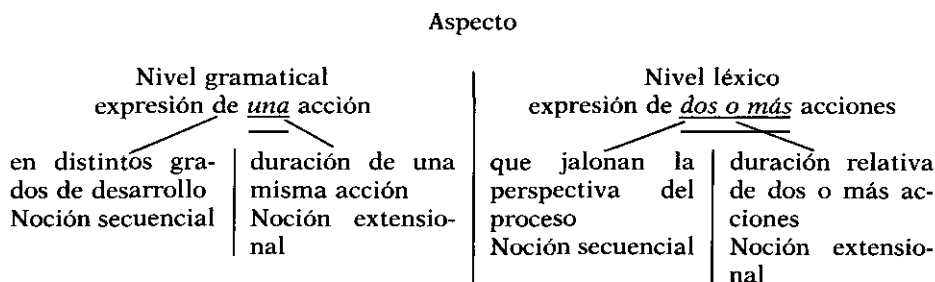 Aspecto
Nivel gramatical
expresión de una acción
en distintos gra-
dos de desarrollo
Noción secuencial
duración de una
misma acción
Noción extensio-
nal
Nivel léxico
expresión de dos o más acciones
que jalonan la
perspectiva del
proceso
Noción secuencial
duración relativa
de dos o más ac-
ciones
Noción extensio-
nal